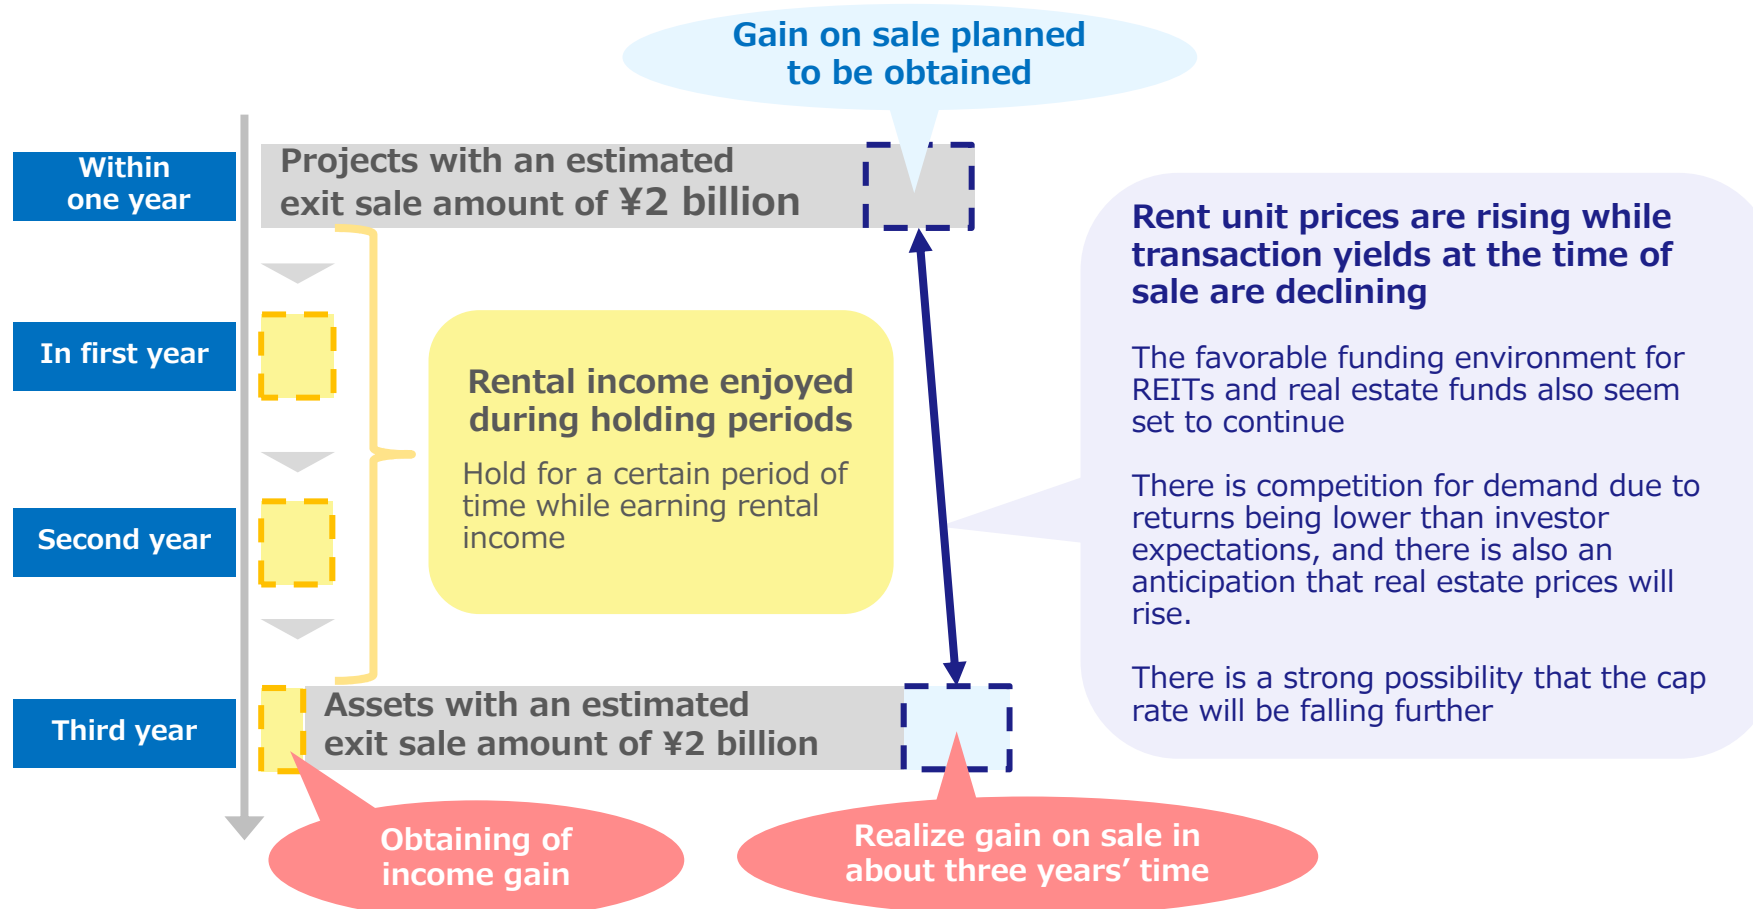 Gain on sale planned
to be obtained
Within
one year
Projects with an estimated
exit sale amount of ¥2 billion
In first year
Second year
Third year
Rental income enjoyed
during holding periods
Hold for a certain period of
time while earning rental
income
Rent unit prices are rising while
transaction yields at the time of
sale are declining
The favorable funding environment for
REITs and real estate funds also seem
set to continue
There is competition for demand due to
returns being lower than investor
expectations, and there is also an
anticipation that real estate prices will
rise.
There is a strong possibility that the cap
rate will be falling further
Assets with an estimated
exit sale amount of ¥2 billion
Obtaining of
income gain
Realize gain on sale in
about three years’ time